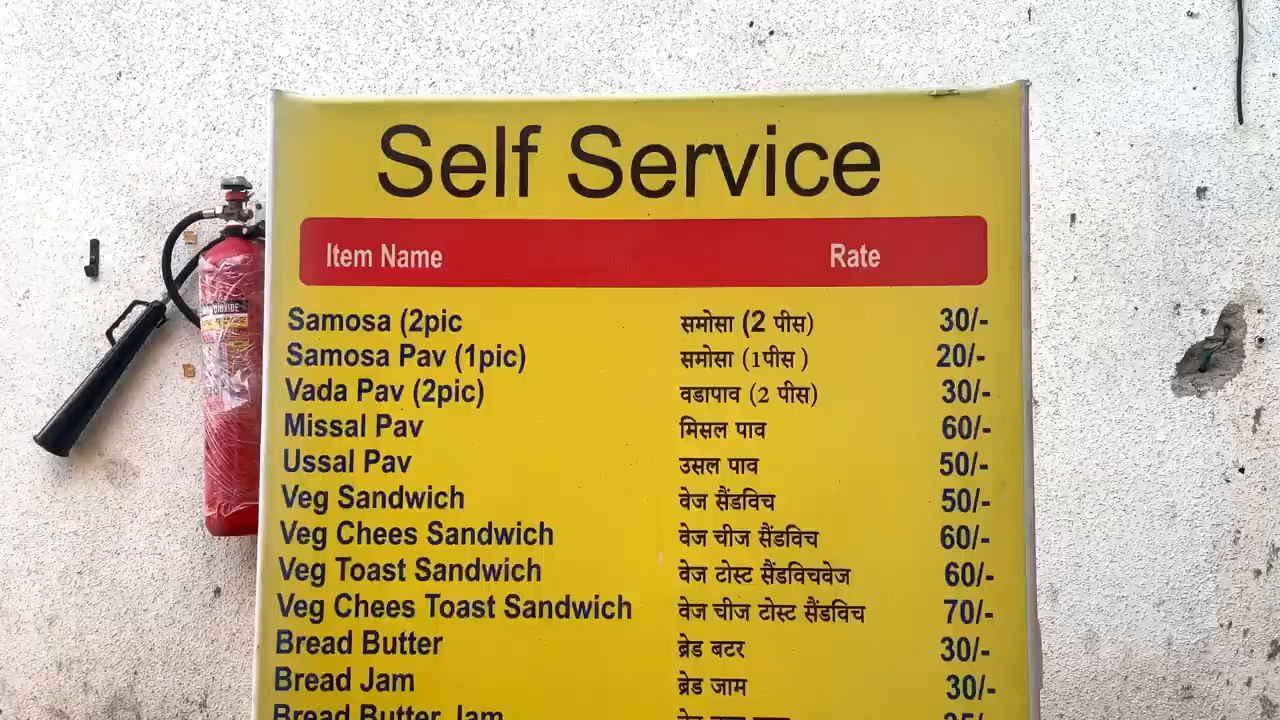 Self Service
Item Name Rate
Samosa (2pic समोसा (2 पीस) 30/-
Samosa Pav (1pic) समोसा (1पीस ) 20/-
Vada Pav (2pic) वडापाव (2 पीस) 30/-
Missal Pav मिसल पाव 60/-
Ussal Pav उसल पाव 50/-
Veg Sandwich वेज सैंडविच 50/-
Veg Chees Sandwich वेज चीज सैंडविच 60/-
Veg Toast Sandwich वेज टोस्ट सैंडविचवेज 60/-
Veg Chees Toast Sandwich वेज चीज टोस्ट सैंडविच 70/-
Bread Butter ब्रेड बटर 30/-
Bread Jam ब्रेड जाम 30/-
Bread Butter Jam